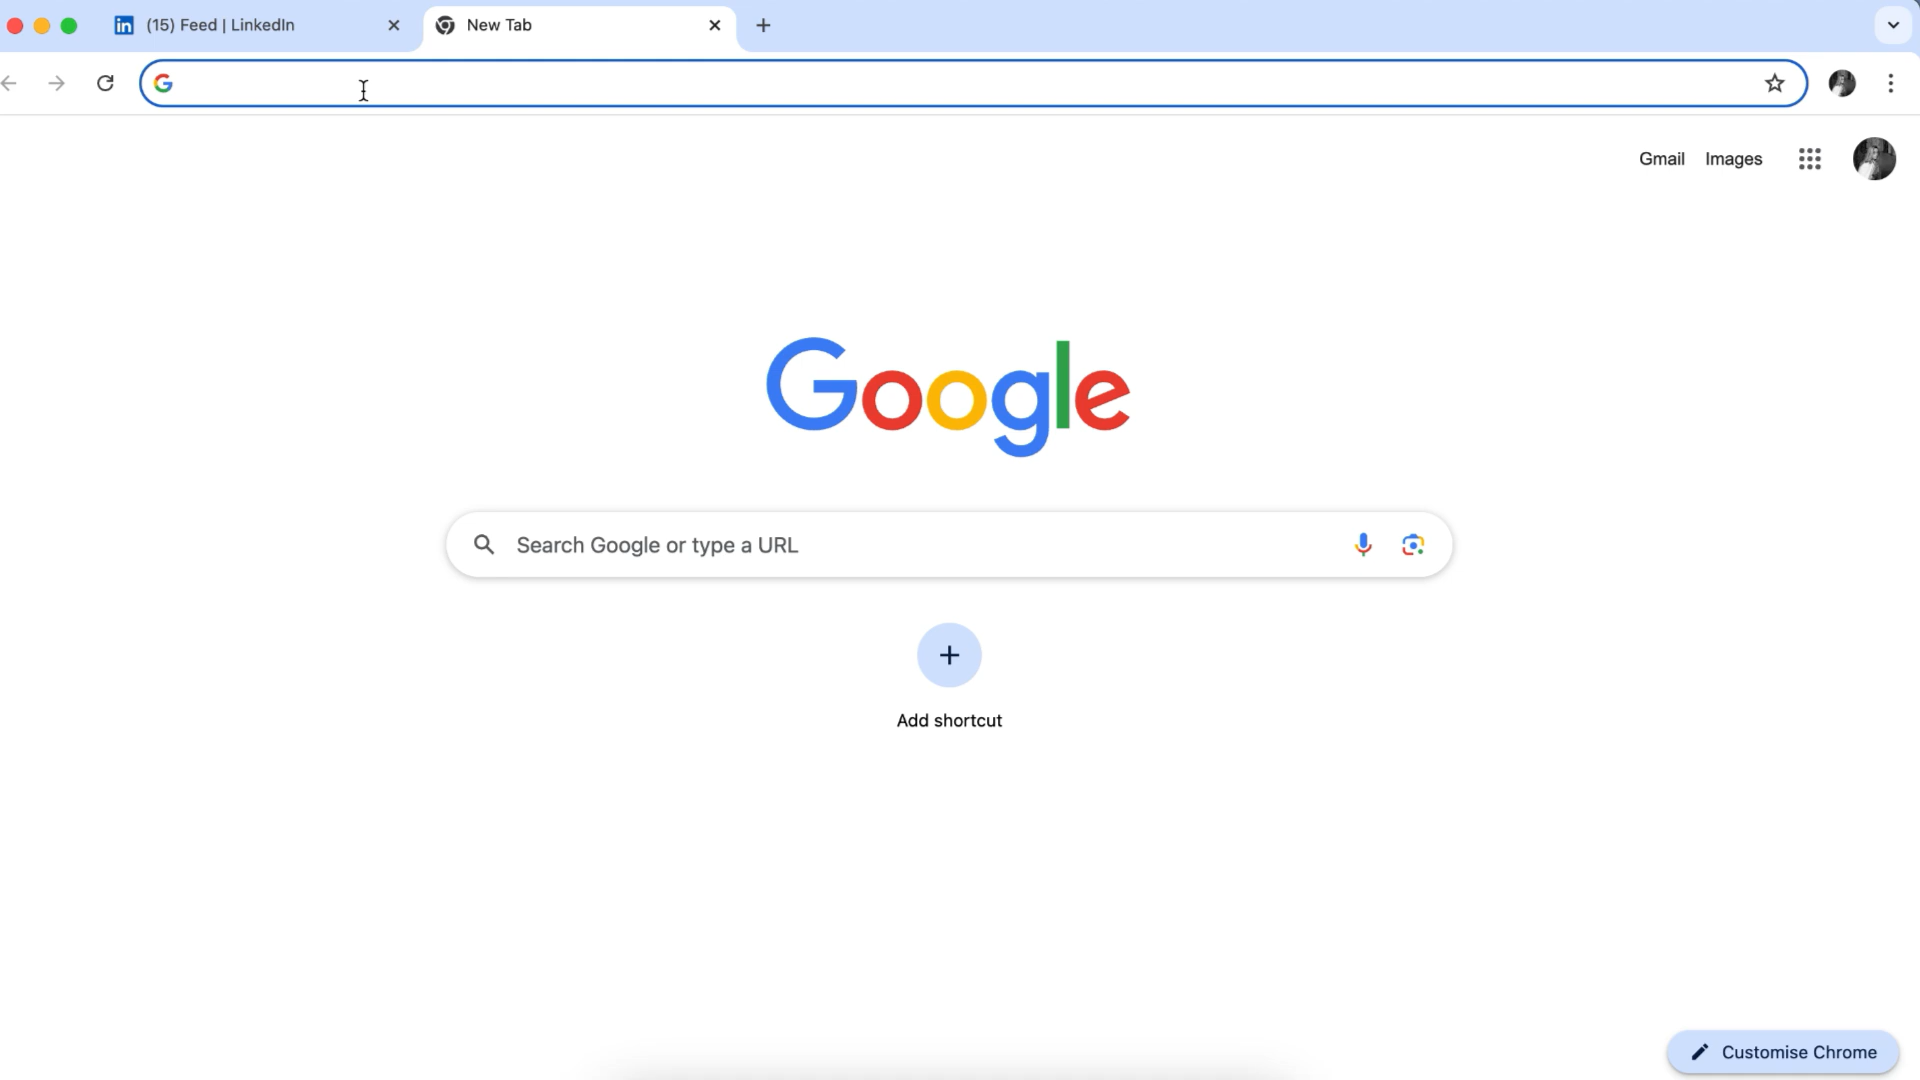 (15) Feed | LinkedIn
New Tab
Gmail Images
Google
Search Google or type a URL
Add shortcut
Customise Chrome